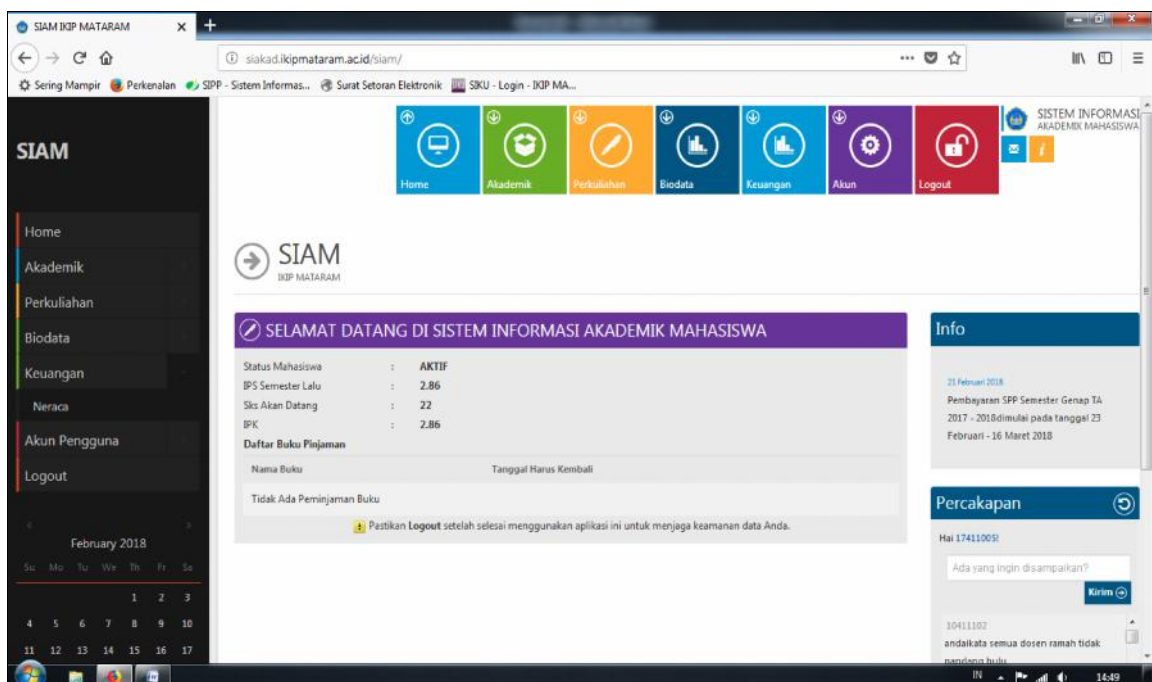 SIAM IKIP MATARAM
siakad.ikipmataram.ac.id/siam/
Sering Mampir Perkenalan SIPP - Sistem Informas... Surat Setoran Elektronik SIKU - Login - IKIP MA...
SIAM
Home
Akademik
Perkuliahan
Biodata
Keuangan
Neraca
Akun Pengguna
Logout
February 2018
Su Mo Tu We Th Fr Sa
1 2 3
4 5 6 7 8 9 10
11 12 13 14 15 16 17
Home Akademik Perkuliahan Biodata Keuangan Akun Logout
SISTEM INFORMASI
AKADEMIK MAHASISWA
SIAM
IKIP MATARAM
SELAMAT DATANG DI SISTEM INFORMASI AKADEMIK MAHASISWA
Status Mahasiswa : AKTIF
IPS Semester Lalu : 2.86
Sks Akan Datang : 22
IPK : 2.86
Daftar Buku Pinjaman
Nama Buku Tanggal Harus Kembali
Tidak Ada Peminjaman Buku
Pastikan Logout setelah selesai menggunakan aplikasi ini untuk menjaga keamanan data Anda.
Info
21 Februari 2018
Pembayaran SPP Semester Genap TA
2017 - 2018dimulai pada tanggal 23
Februari - 16 Maret 2018
Percakapan
Hai 17411005!
Ada yang ingin disampaikan?
Kirim
10411102
andaikata semua dosen ramah tidak
IN 14:49